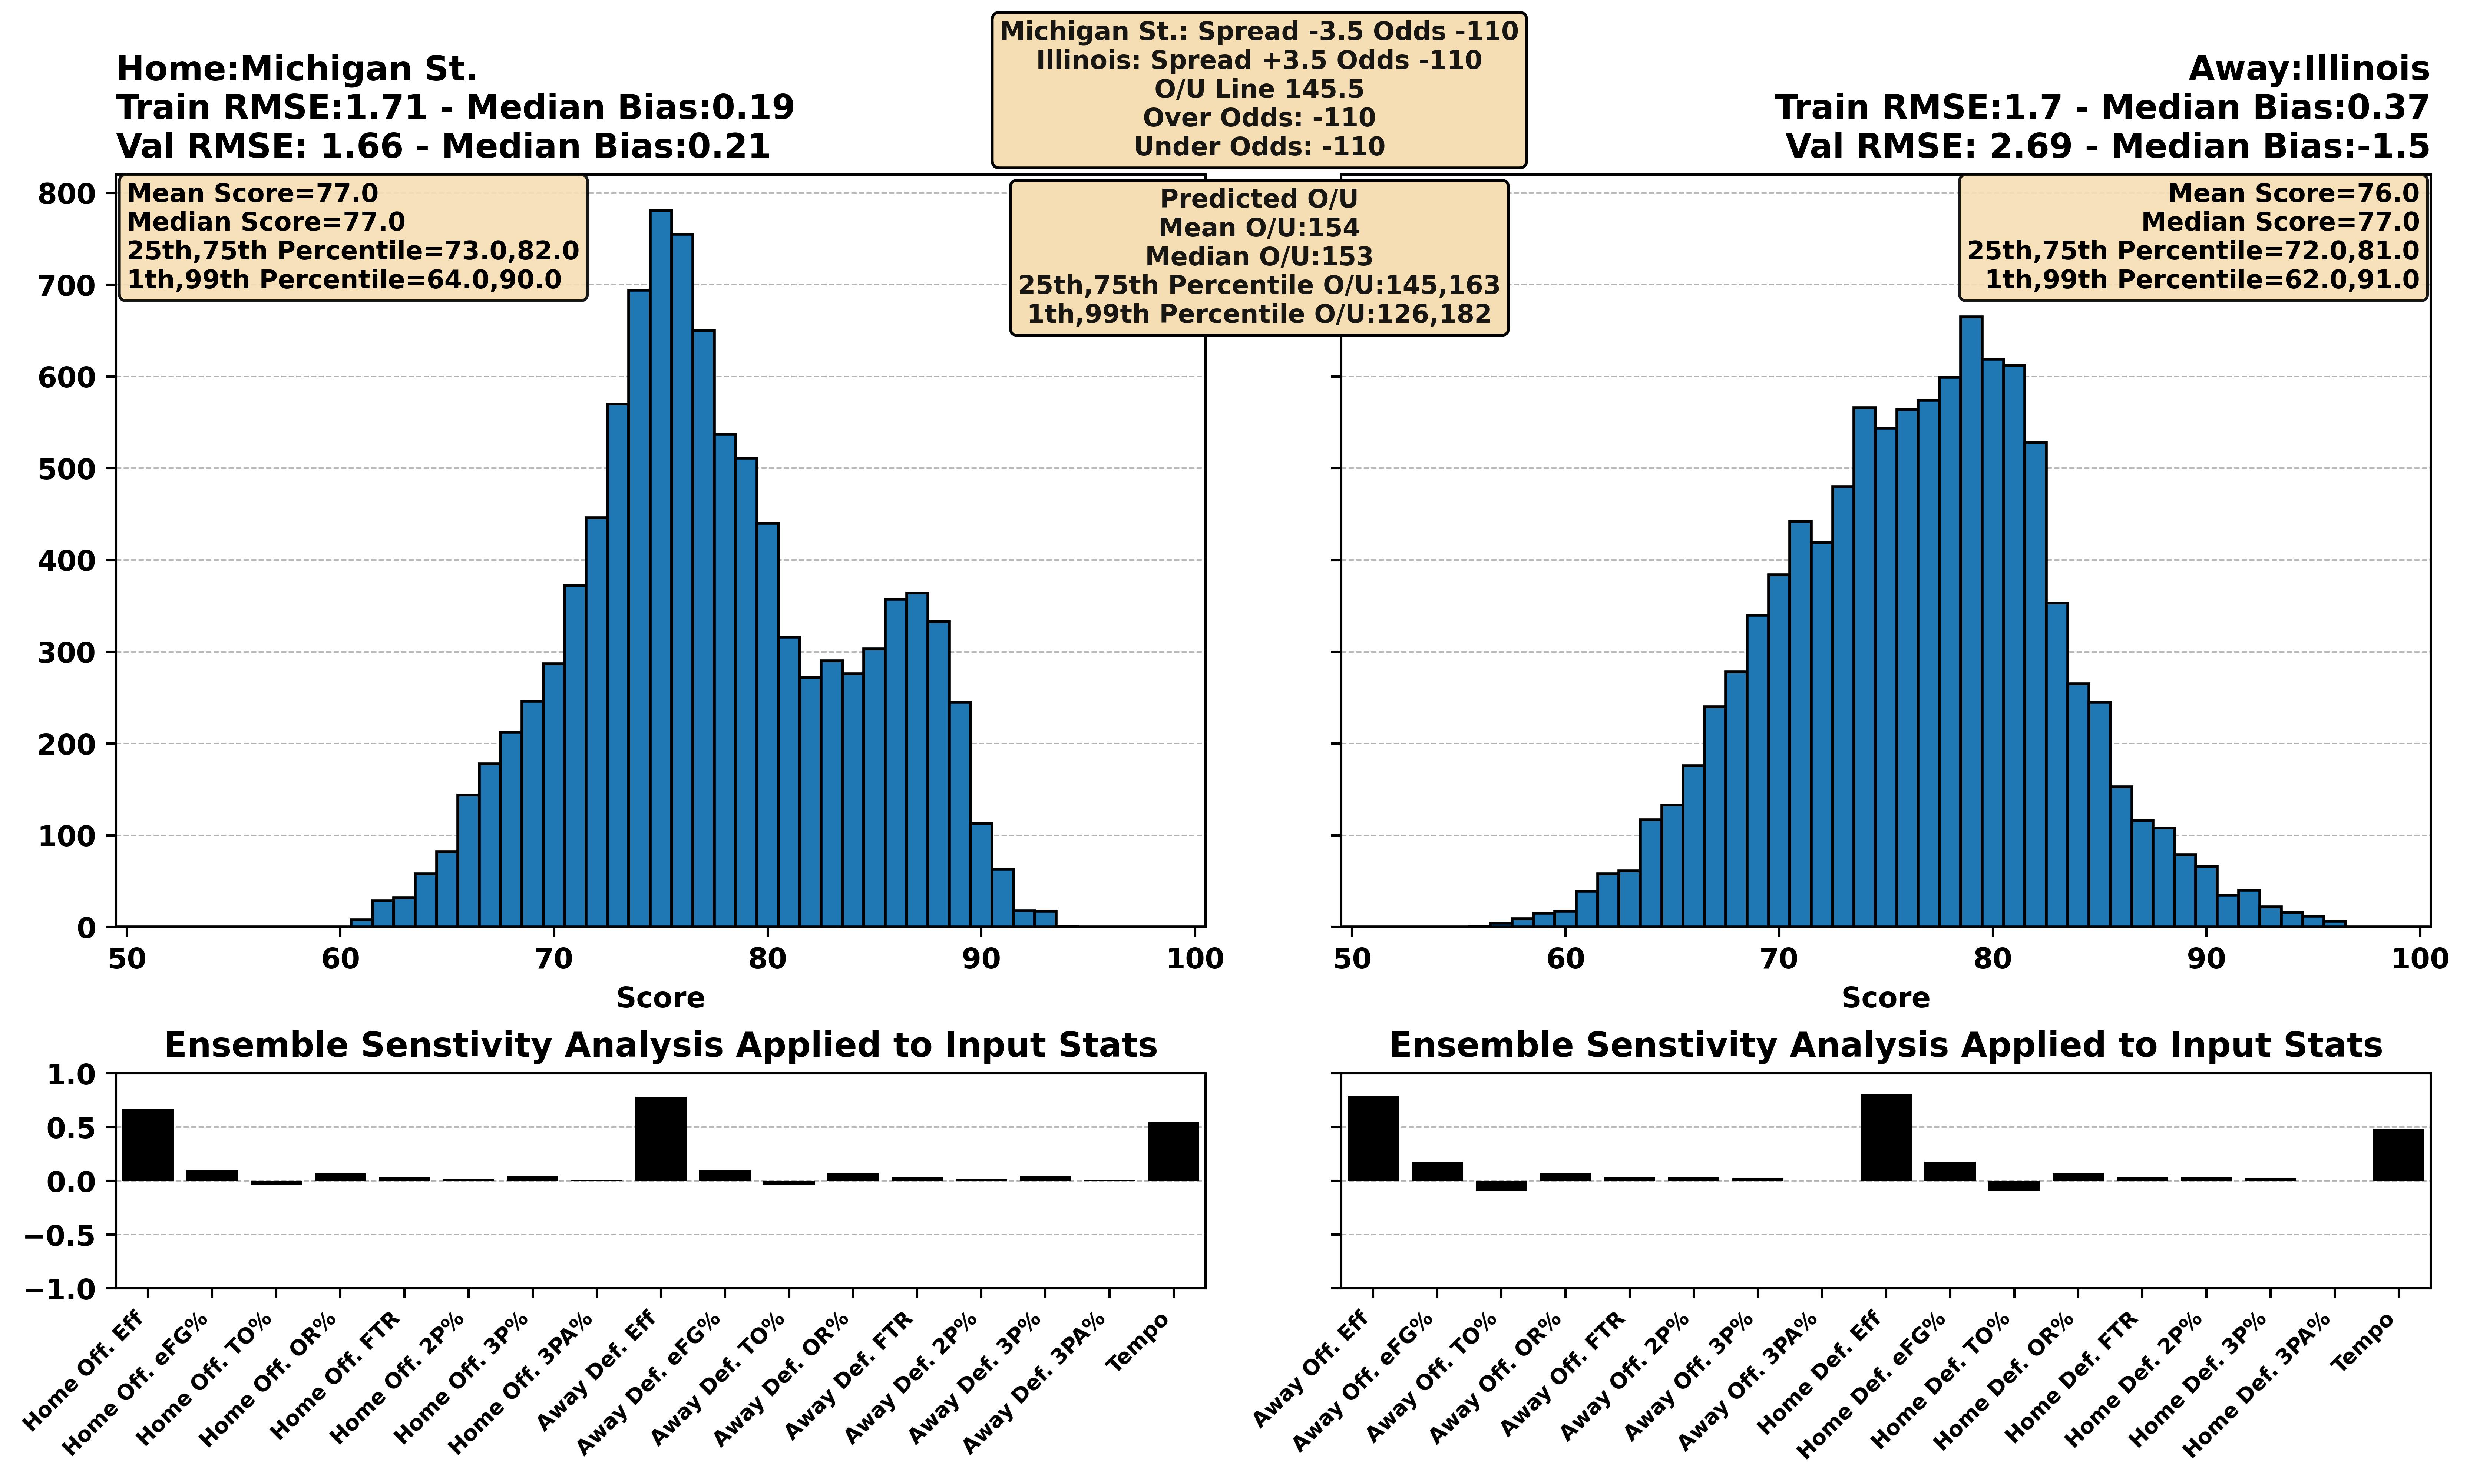 Michigan St.: Spread -3.5 Odds -110
Illinois: Spread +3.5 Odds -110
O/U Line 145.5
Over Odds: -110
Under Odds: -110
Home:Michigan St.
Train RMSE:1.71 - Median Bias:0.19
Val RMSE: 1.66 - Median Bias:0.21
Away:Illinois
Train RMSE:1.7 - Median Bias:0.37
Val RMSE: 2.69 - Median Bias:-1.5
Mean Score=77.0
Median Score=77.0
25th,75th Percentile=73.0,82.0
1th,99th Percentile=64.0,90.0
Predicted O/U
Mean O/U:154
Median O/U:153
25th,75th Percentile O/U:145,163
1th,99th Percentile O/U:126,182
Mean Score=76.0
Median Score=77.0
25th,75th Percentile=72.0,81.0
1th,99th Percentile=62.0,91.0
800
700
600
500
400
300
200
100
0
50 60 70 80 90 100
Score
50 60 70 80 90 100
Score
Ensemble Senstivity Analysis Applied to Input Stats
1.0
0.5
0.0
−0.5
−1.0
Home Off. Eff
Home Off. eFG%
Home Off. TO%
Home Off. OR%
Home Off. FTR
Home Off. 2P%
Home Off. 3P%
Home Off. 3PA%
Away Def. Eff
Away Def. eFG%
Away Def. TO%
Away Def. OR%
Away Def. FTR
Away Def. 2P%
Away Def. 3P%
Away Def. 3PA%
Tempo
Ensemble Senstivity Analysis Applied to Input Stats
Away Off. Eff
Away Off. eFG%
Away Off. TO%
Away Off. OR%
Away Off. FTR
Away Off. 2P%
Away Off. 3P%
Away Off. 3PA%
Home Def. Eff
Home Def. eFG%
Home Def. TO%
Home Def. OR%
Home Def. FTR
Home Def. 2P%
Home Def. 3P%
Home Def. 3PA%
Tempo